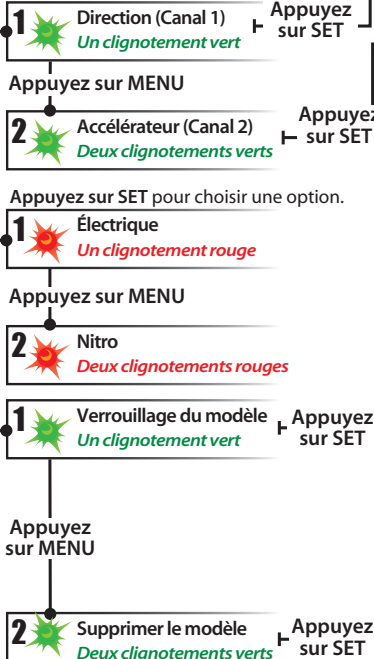 1 Direction (Canal 1)
Un clignotement vert
Appuyez
sur SET
Appuyez sur MENU
2 Accélérateur (Canal 2)
Deux clignotements verts
Appuyez
sur SET
Appuyez sur SET pour choisir une option.
1 Électrique
Un clignotement rouge
Appuyez sur MENU
2 Nitro
Deux clignotements rouges
1 Verrouillage du modèle
Un clignotement vert
Appuyez
sur SET
Appuyez
sur MENU
2 Supprimer le modèle
Deux clignotements verts
Appuyez
sur SET